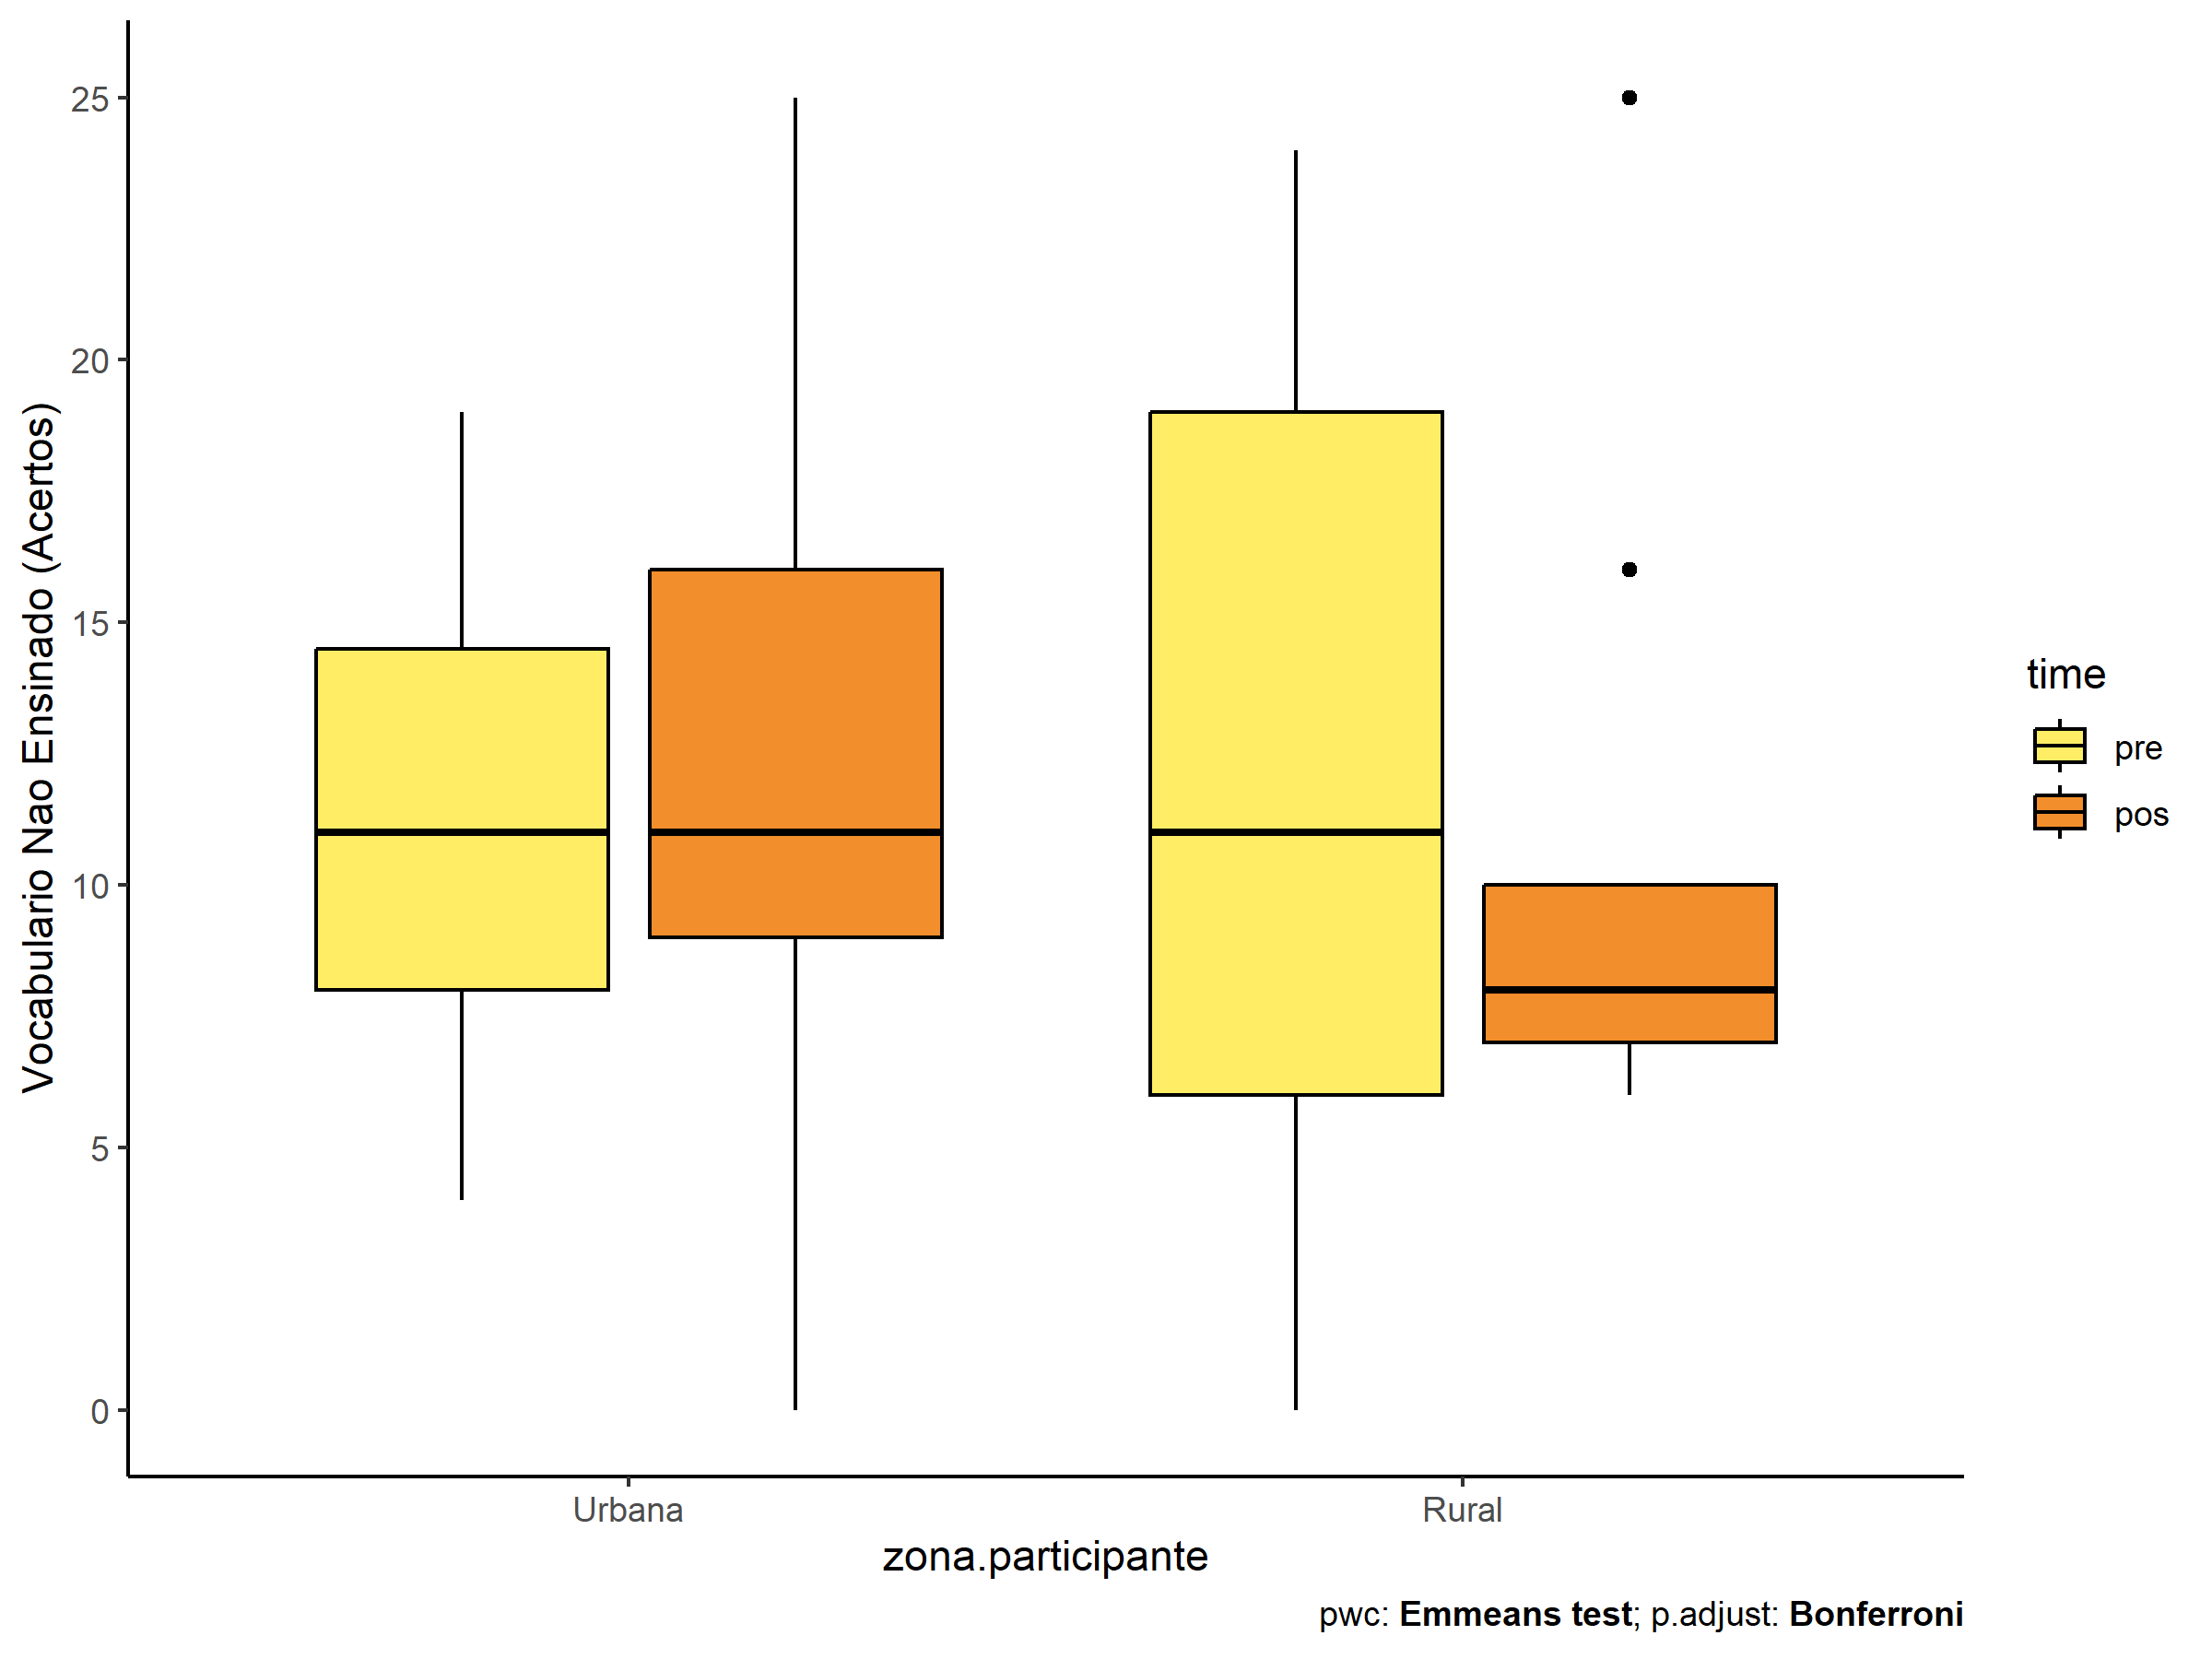 Vocabulario Nao Ensinado (Acertos)
25
20
15
10
5
0
Urbana
Rural
zona.participante
time
pre
pos
pwc: Emmeans test; p.adjust: Bonferroni